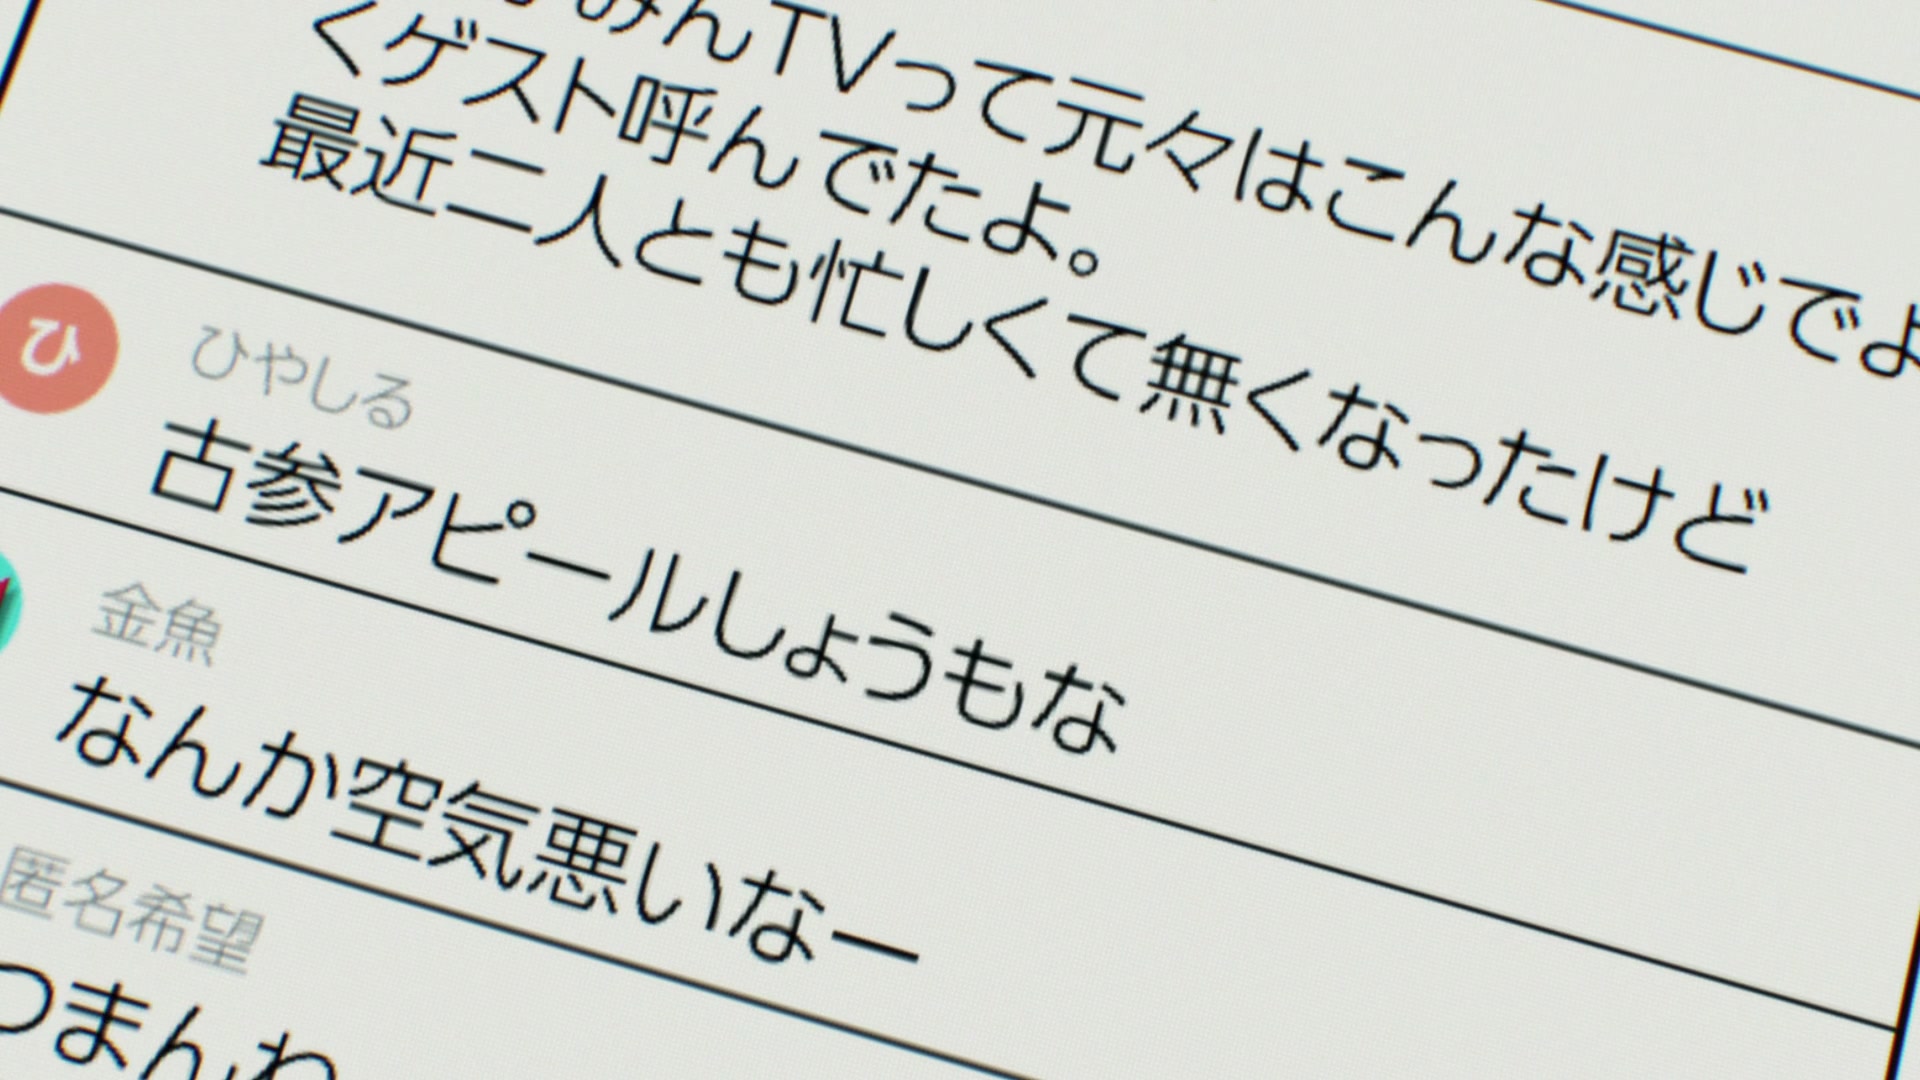 みんTVって元々はこんな感じでよ
くゲスト呼んでたよ。
最近二人とも忙しくて無くなったけど
ひ
ひやしる
古参アピールしょうもな
金魚
なんか空気悪いなー
匿名希望
つまんね